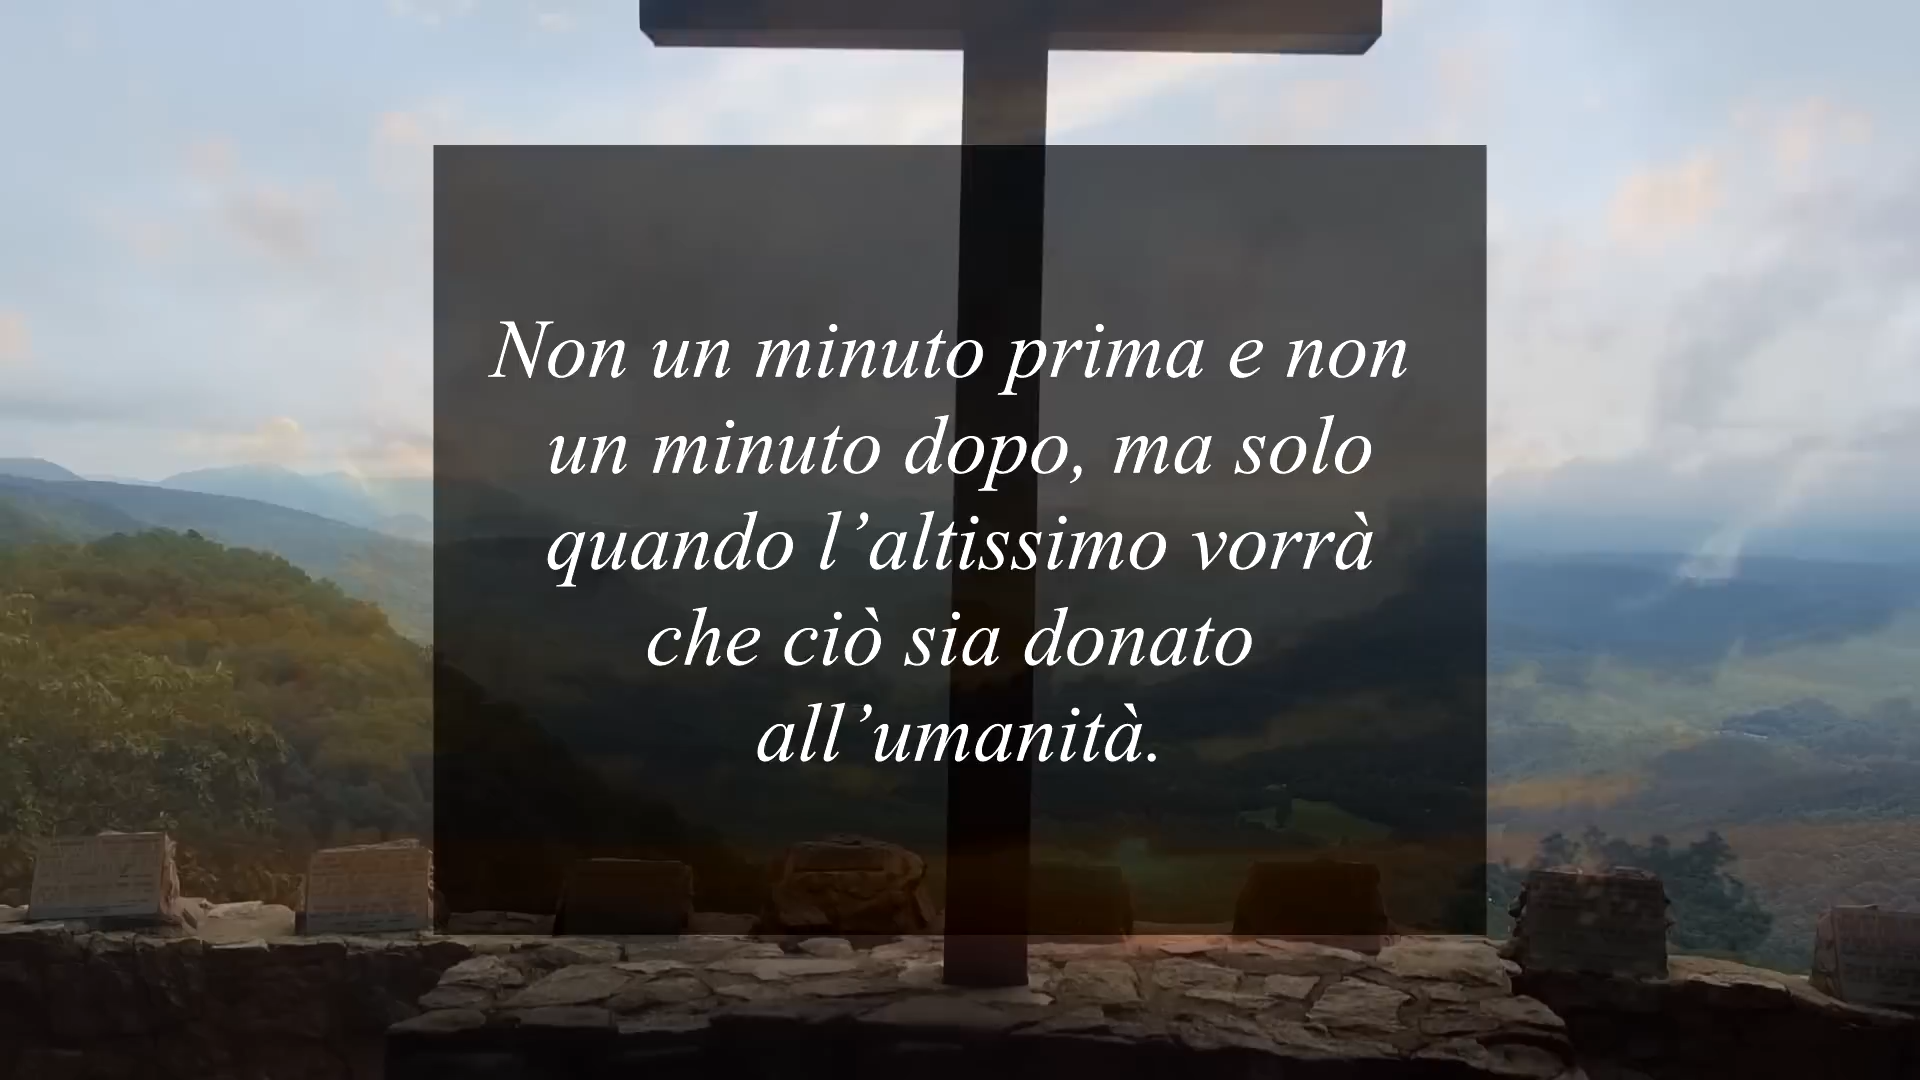 Non un minuto prima e non
un minuto dopo, ma solo
quando l’altissimo vorrà
che ciò sia donato
all’umanità.